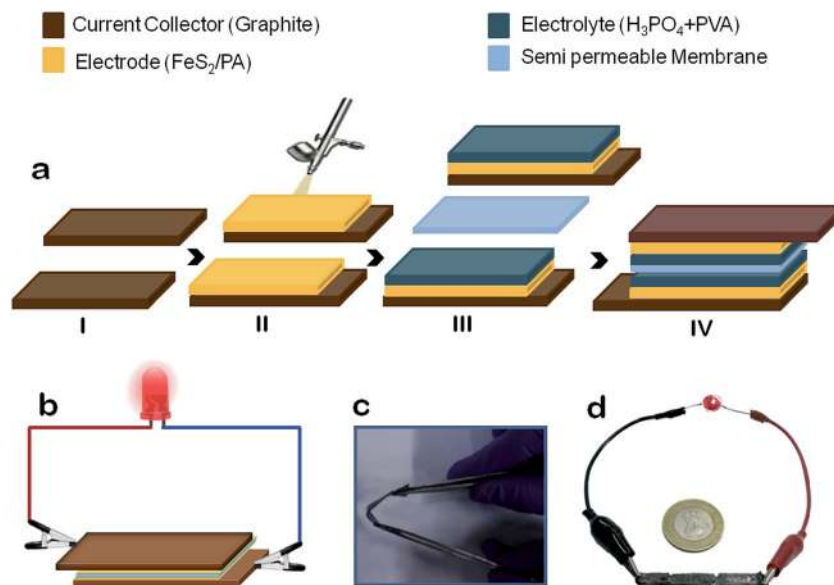 Current Collector (Graphite)
Electrode (FeS₂/PA)
Electrolyte (H₃PO₄+PVA)
Semi permeable Membrane
a
I
II
III
IV
b
c
d